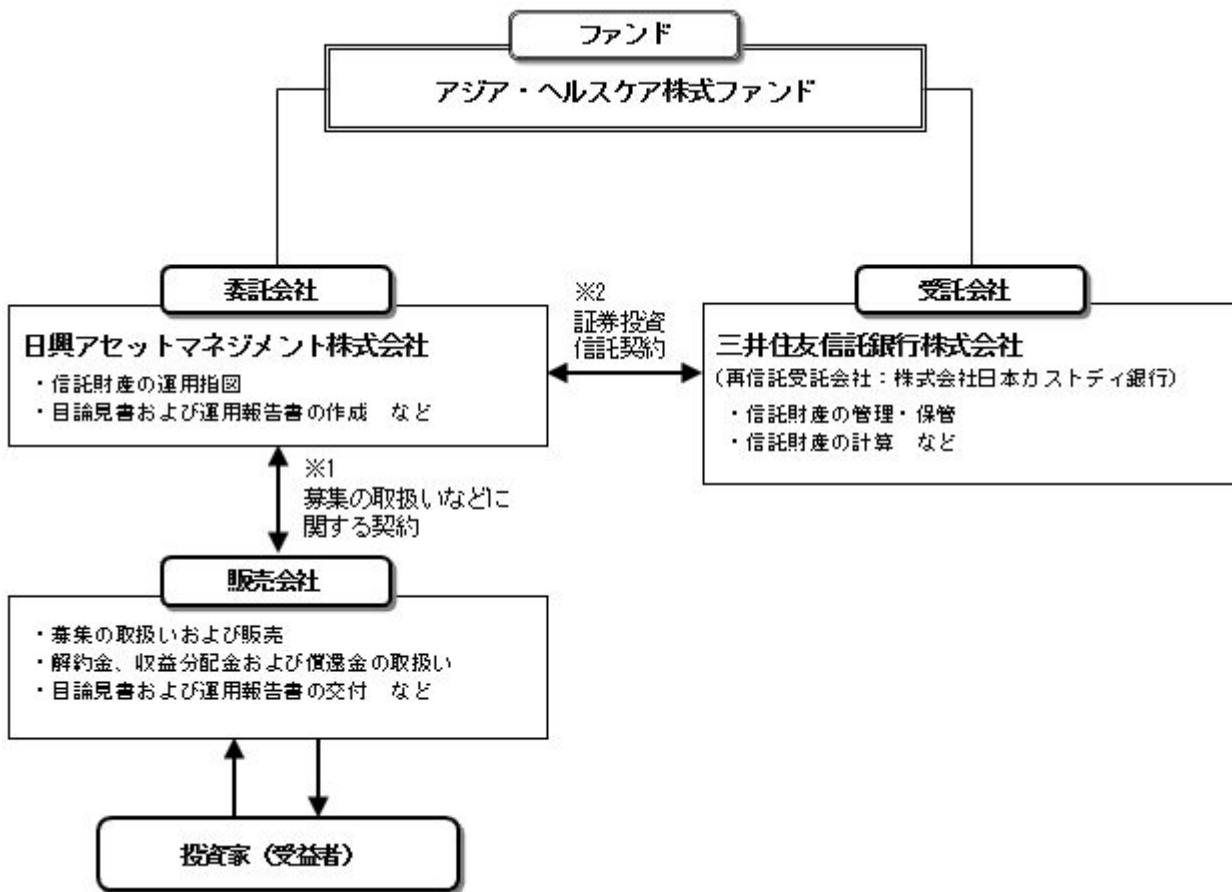 ファンド
アジア・ヘルスケア株式ファンド
委託会社
日興アセットマネジメント株式会社
・信託財産の運用指図
・目論見書および運用報告書の作成 など
※2
証券投資
信託契約
受託会社
三井住友信託銀行株式会社
(再信託受託会社:株式会社日本カストディ銀行)
・信託財産の管理・保管
・信託財産の計算 など
※1
募集の取扱いなどに
関する契約
販売会社
・募集の取扱いおよび販売
・解約金、収益分配金および償還金の取扱い
・目論見書および運用報告書の交付 など
投資家(受益者)